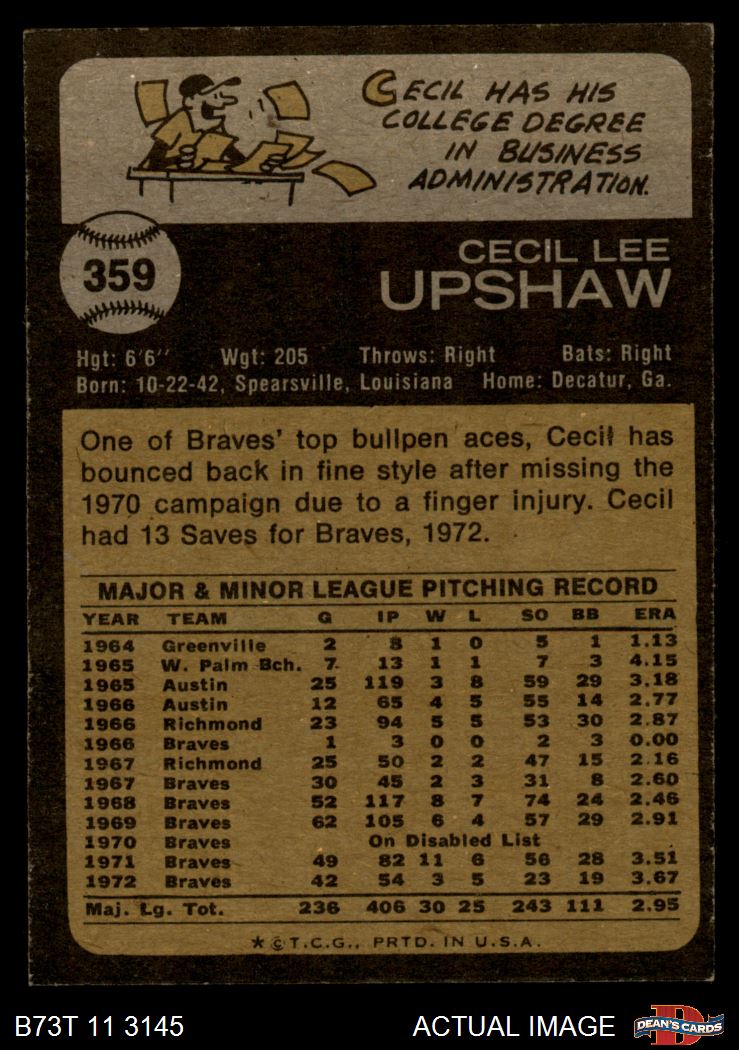 CECIL HAS HIS
COLLEGE DEGREE
IN BUSINESS
ADMINISTRATION.
359
CECIL LEE
UPSHAW
Hgt: 6'6" Wgt: 205 Throws: Right Bats: Right
Born: 10-22-42, Spearsville, Louisiana Home: Decatur, Ga.
One of Braves' top bullpen aces, Cecil has
bounced back in fine style after missing the
1970 campaign due to a finger injury. Cecil
had 13 Saves for Braves, 1972.
MAJOR & MINOR LEAGUE PITCHING RECORD
YEAR TEAM G IP W L SO BB ERA
1964 Greenville 2 8 1 0 5 1 1.13
1965 W. Palm Bch. 7 13 1 1 7 3 4.15
1965 Austin 25 119 3 8 59 29 3.18
1966 Austin 12 65 4 5 55 14 2.77
1966 Richmond 23 94 5 5 53 30 2.87
1966 Braves 1 3 0 0 2 3 0.00
1967 Richmond 25 50 2 2 47 15 2.16
1967 Braves 30 45 2 3 31 8 2.60
1968 Braves 52 117 8 7 74 24 2.46
1969 Braves 62 105 6 4 57 29 2.91
1970 Braves On Disabled List
1971 Braves 49 82 11 6 56 28 3.51
1972 Braves 42 54 3 5 23 19 3.67
Maj. Lg. Tot. 236 406 30 25 243 111 2.95
★©T.C.G., PRTD. IN U.S.A.
B73T 11 3145 ACTUAL IMAGE D DEAN'S CARDS